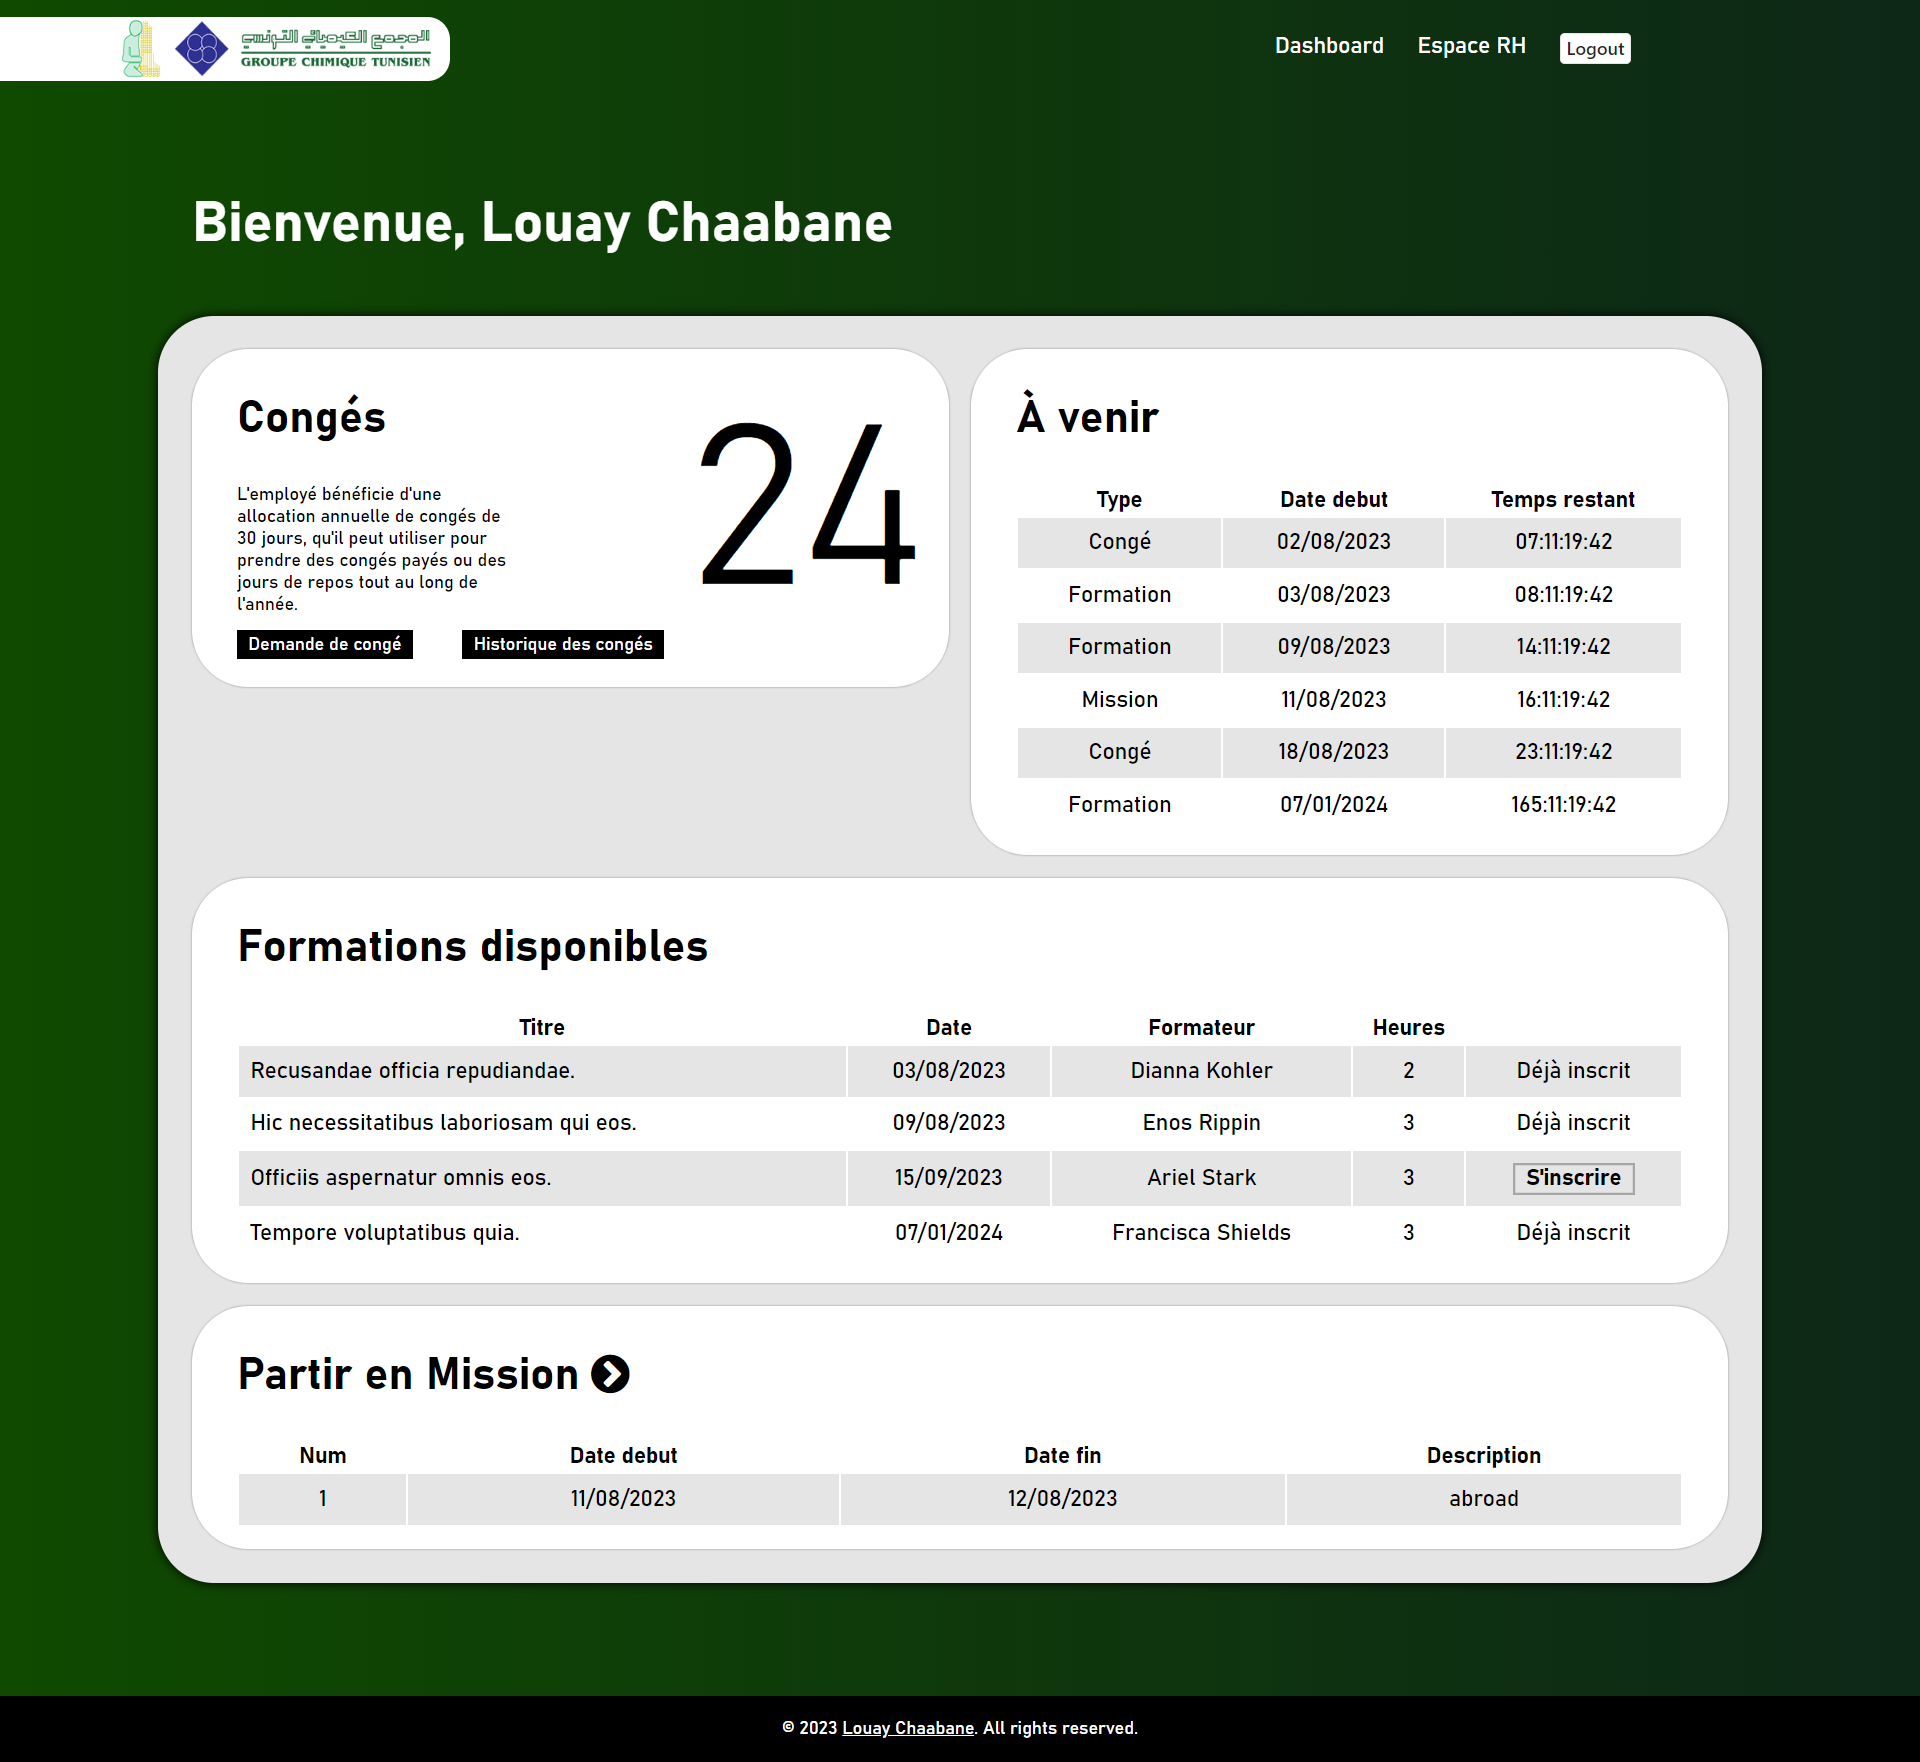 المجمع الكيميائي التونسي
GROUPE CHIMIQUE TUNISIEN
Dashboard Espace RH Logout
Bienvenue, Louay Chaabane
Congés
24
L'employé bénéficie d'une
allocation annuelle de congés de
30 jours, qu'il peut utiliser pour
prendre des congés payés ou des
jours de repos tout au long de
l'année.
Demande de congé Historique des congés
À venir
Type Date debut Temps restant
Congé 02/08/2023 07:11:19:42
Formation 03/08/2023 08:11:19:42
Formation 09/08/2023 14:11:19:42
Mission 11/08/2023 16:11:19:42
Congé 18/08/2023 23:11:19:42
Formation 07/01/2024 165:11:19:42
Formations disponibles
Titre Date Formateur Heures
Recusandae officia repudiandae. 03/08/2023 Dianna Kohler 2 Déjà inscrit
Hic necessitatibus laboriosam qui eos. 09/08/2023 Enos Rippin 3 Déjà inscrit
Officiis aspernatur omnis eos. 15/09/2023 Ariel Stark 3 S'inscrire
Tempore voluptatibus quia. 07/01/2024 Francisca Shields 3 Déjà inscrit
Partir en Mission
Num Date debut Date fin Description
1 11/08/2023 12/08/2023 abroad
© 2023 Louay Chaabane. All rights reserved.